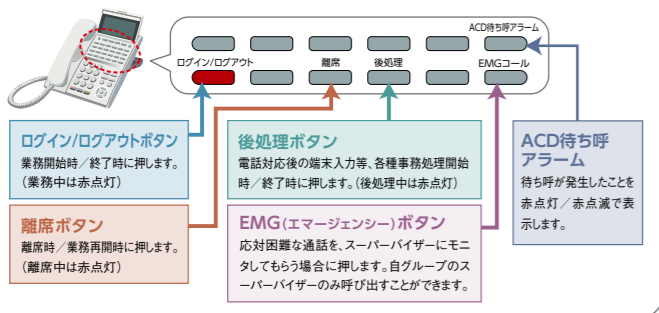 ACD待ち呼アラーム
ログイン/ログアウト
離席
後処理
EMGコール
ログイン/ログアウトボタン
業務開始時/終了時に押します。
(業務中は赤点灯)
後処理ボタン
電話対応後の端末入力等、各種事務処理開始
時/終了時に押します。(後処理中は赤点灯)
ACD待ち呼
アラーム
待ち呼が発生したことを
赤点灯/赤点滅で表
示します。
離席ボタン
離席時/業務再開時に押します。
(離席中は赤点灯)
EMG(エマージェンシー)ボタン
応対困難な通話を、スーパーバイザーにモニ
タしてもらう場合に押します。自グループのス
ーパーバイザーのみ呼び出すことができます。